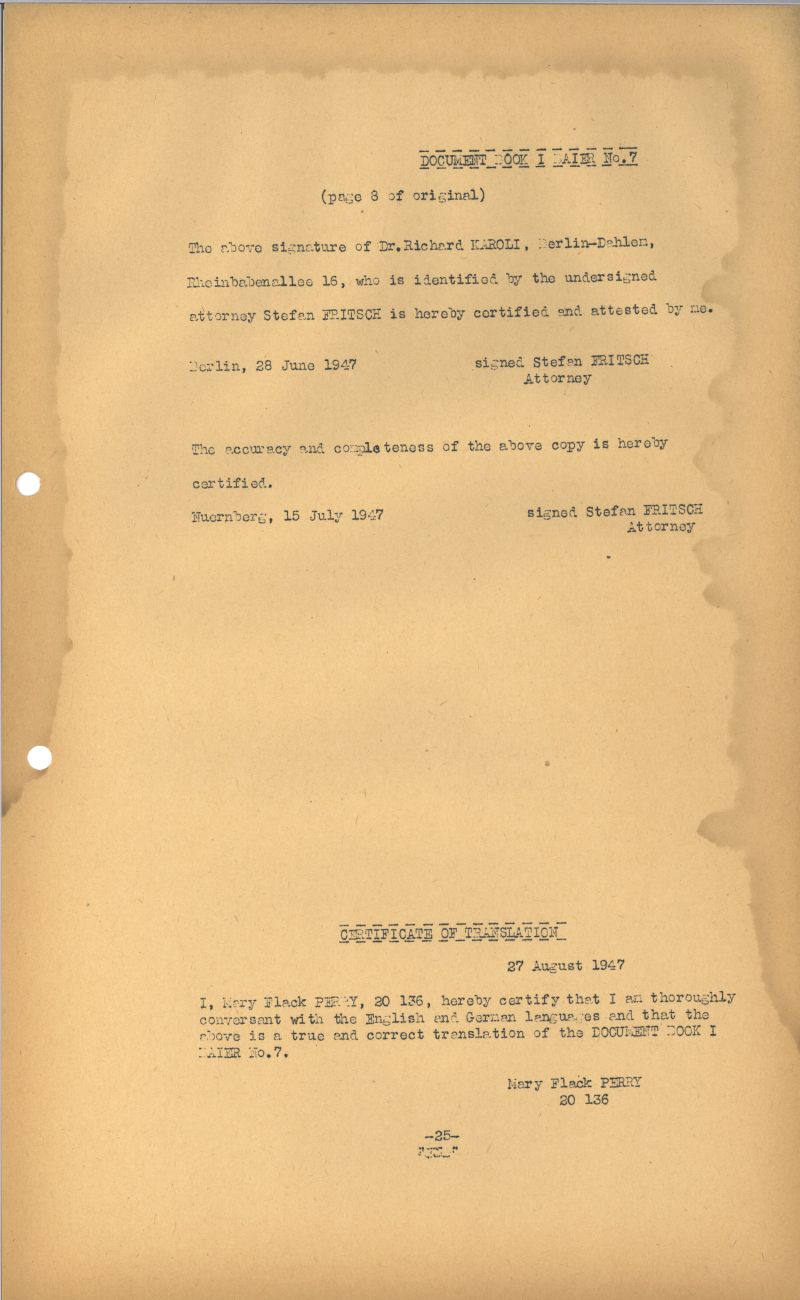 DOCUMENT BOOK I BAIER No.7
(page 8 of original)
The above signature of Dr.Richard KAROLI, Berlin-Dahlem,
Rheinbabenallee 16, who is identified by the undersigned
attorney Stefan FRITSCH is hereby certified and attested by me.
Berlin, 28 June 1947
signed Stefan FRITSCH
Attorney
The accuracy and completeness of the above copy is hereby
certified.
Nuernberg, 15 July 1947
signed Stefan FRITSCH
Attorney
CERTIFICATE OF TRANSLATION
27 August 1947
I, Mary Flack PERRY, 20 136, hereby certify that I am thoroughly
conversant with the English and German languages and that the
above is a true and correct translation of the DOCUMENT BOOK I
BAIER No.7.
Mary Flack PERRY
20 136
-25-